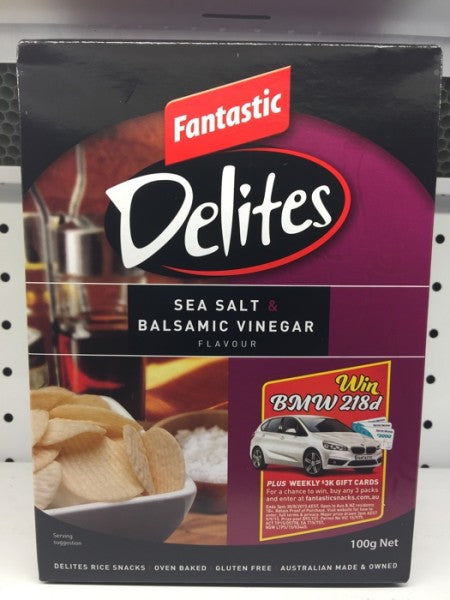 Fantastic
Delites
SEA SALT &
BALSAMIC VINEGAR
FLAVOUR
Win
BMW 218d
PLUS WEEKLY $3K GIFT CARDS
For a chance to win, buy any 3 packs
and enter at fantasticsnacks.com.au
Serving
suggestion
100g Net
DELITES RICE SNACKS | OVEN BAKED | GLUTEN FREE | AUSTRALIAN MADE & OWNED